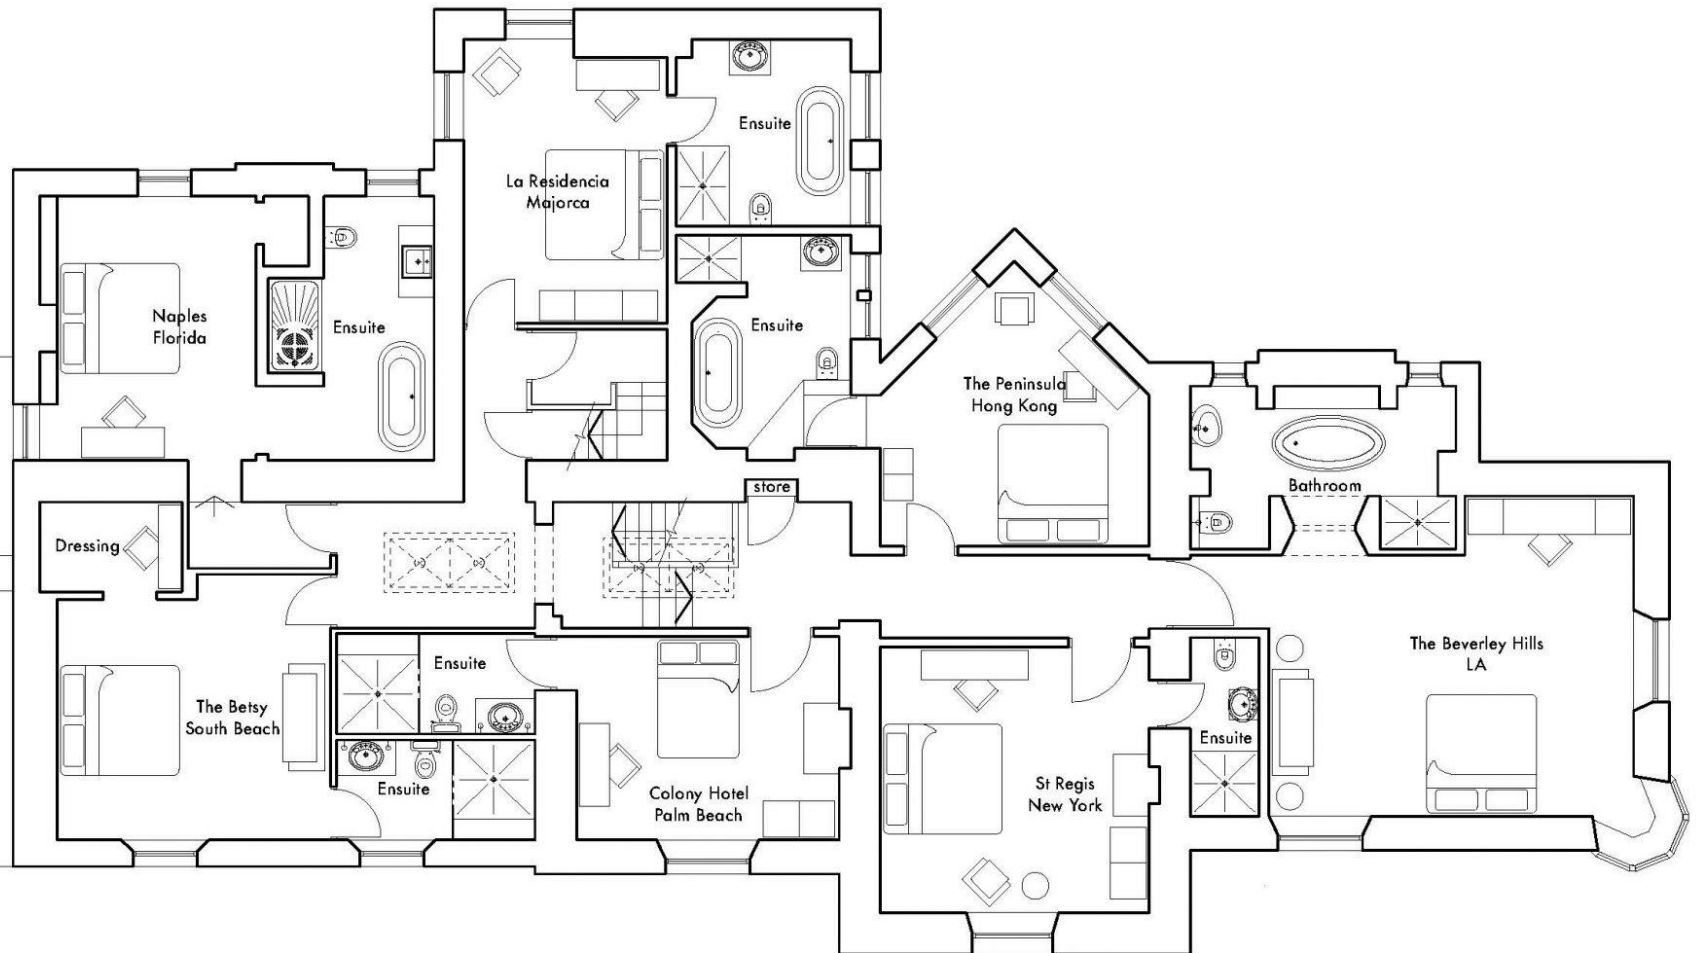 Ensuite
La Residencia
Majorca
Naples
Florida
Ensuite
Ensuite
The Peninsula
Hong Kong
Bathroom
store
Dressing
The Betsy
South Beach
Ensuite
Ensuite
Colony Hotel
Palm Beach
St Regis
New York
Ensuite
The Beverley Hills
LA